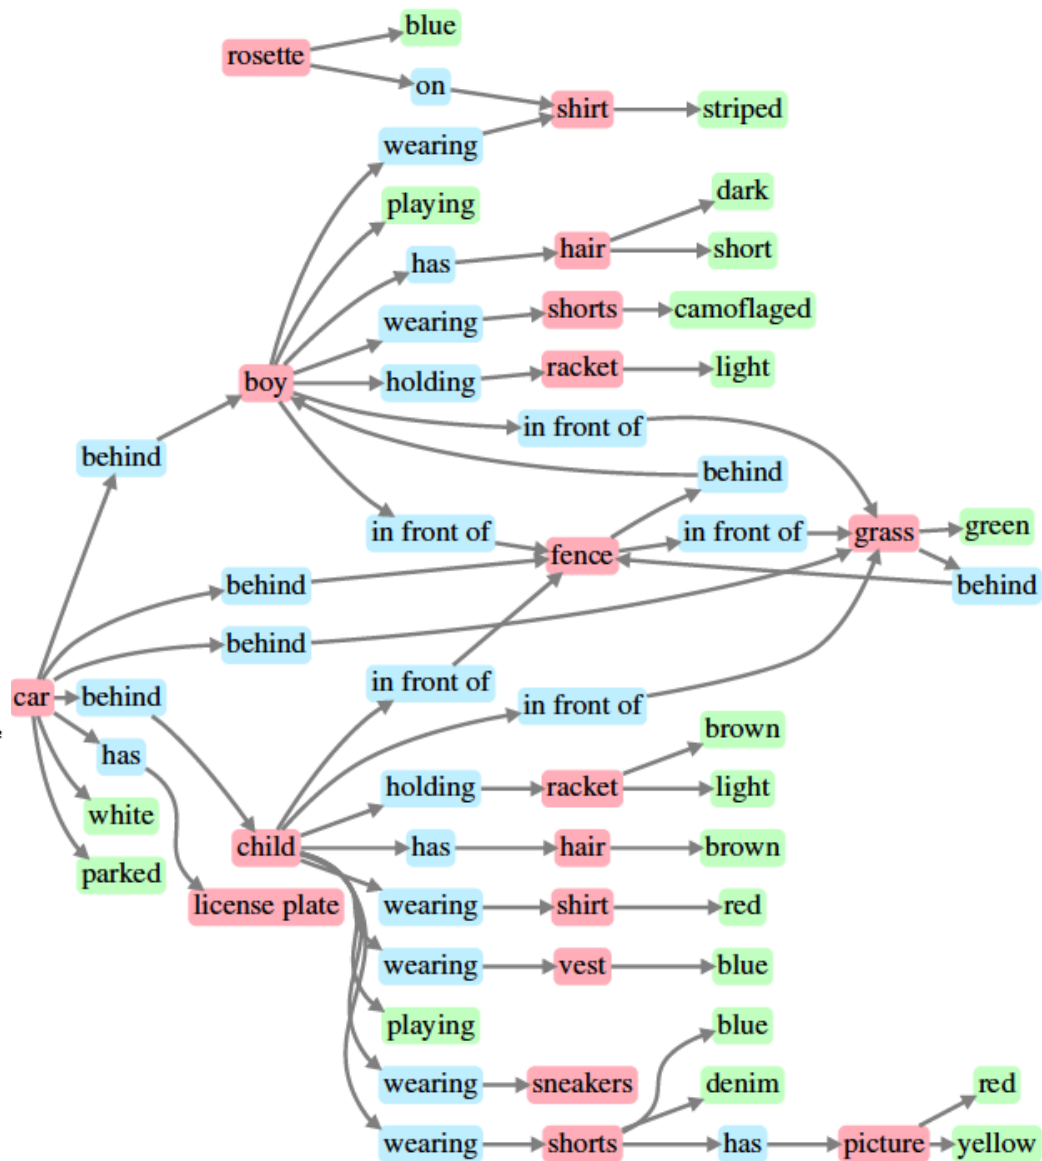 blue
rosette
on
shirt
striped
wearing
dark
playing
short
has
hair
shorts
camoflaged
wearing
racket
light
boy
holding
in front of
behind
behind
green
in front of
in front of
grass
fence
behind
behind
behind
in front of
car
behind
in front of
brown
has
holding
racket
light
white
child
has
hair
brown
parked
license plate
wearing
shirt
red
wearing
vest
blue
playing
blue
wearing
sneakers
denim
red
wearing
shorts
has
picture
yellow